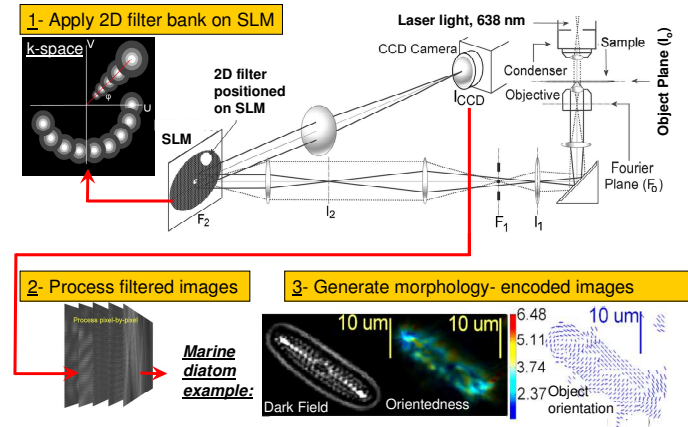 1- Apply 2D filter bank on SLM
k-space
V
φ
U
2D filter
positioned
on SLM
SLM
F2
I2
F1
I1
CCD Camera
ICCD
Laser light, 638 nm
Sample
Condenser
Objective
Object Plane (Io)
Fourier
Plane (Fo)
2- Process filtered images
Process pixel-by-pixel
Marine
diatom
example:
3- Generate morphology- encoded images
10 um
Dark Field
10 um
Orientedness
6.48
5.11
3.74
2.37
10 um
Object
orientation